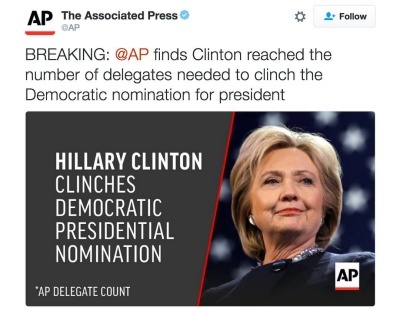 AP The Associated Press
@AP
Follow
BREAKING: @AP finds Clinton reached the
number of delegates needed to clinch the
Democratic nomination for president
HILLARY CLINTON
CLINCHES
DEMOCRATIC
PRESIDENTIAL
NOMINATION
*AP DELEGATE COUNT
AP